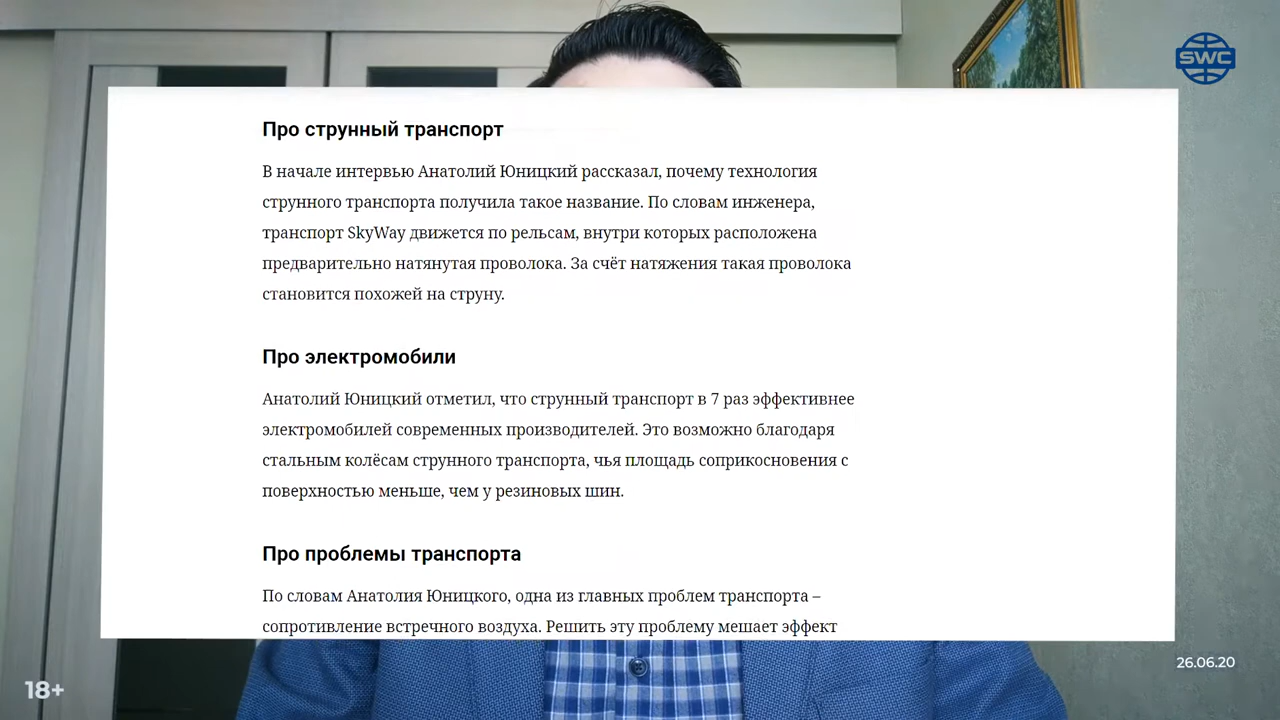 SWC
Про струнный транспорт
В начале интервью Анатолий Юницкий рассказал, почему технология
струнного транспорта получила такое название. По словам инженера,
транспорт SkyWay движется по рельсам, внутри которых расположена
предварительно натянутая проволока. За счёт натяжения такая проволока
становится похожей на струну.
Про электромобили
Анатолий Юницкий отметил, что струнный транспорт в 7 раз эффективнее
электромобилей современных производителей. Это возможно благодаря
стальным колёсам струнного транспорта, чья площадь соприкосновения с
поверхностью меньше, чем у резиновых шин.
Про проблемы транспорта
По словам Анатолия Юницкого, одна из главных проблем транспорта –
сопротивление встречного воздуха. Решить эту проблему мешает эффект
26.06.20
18+